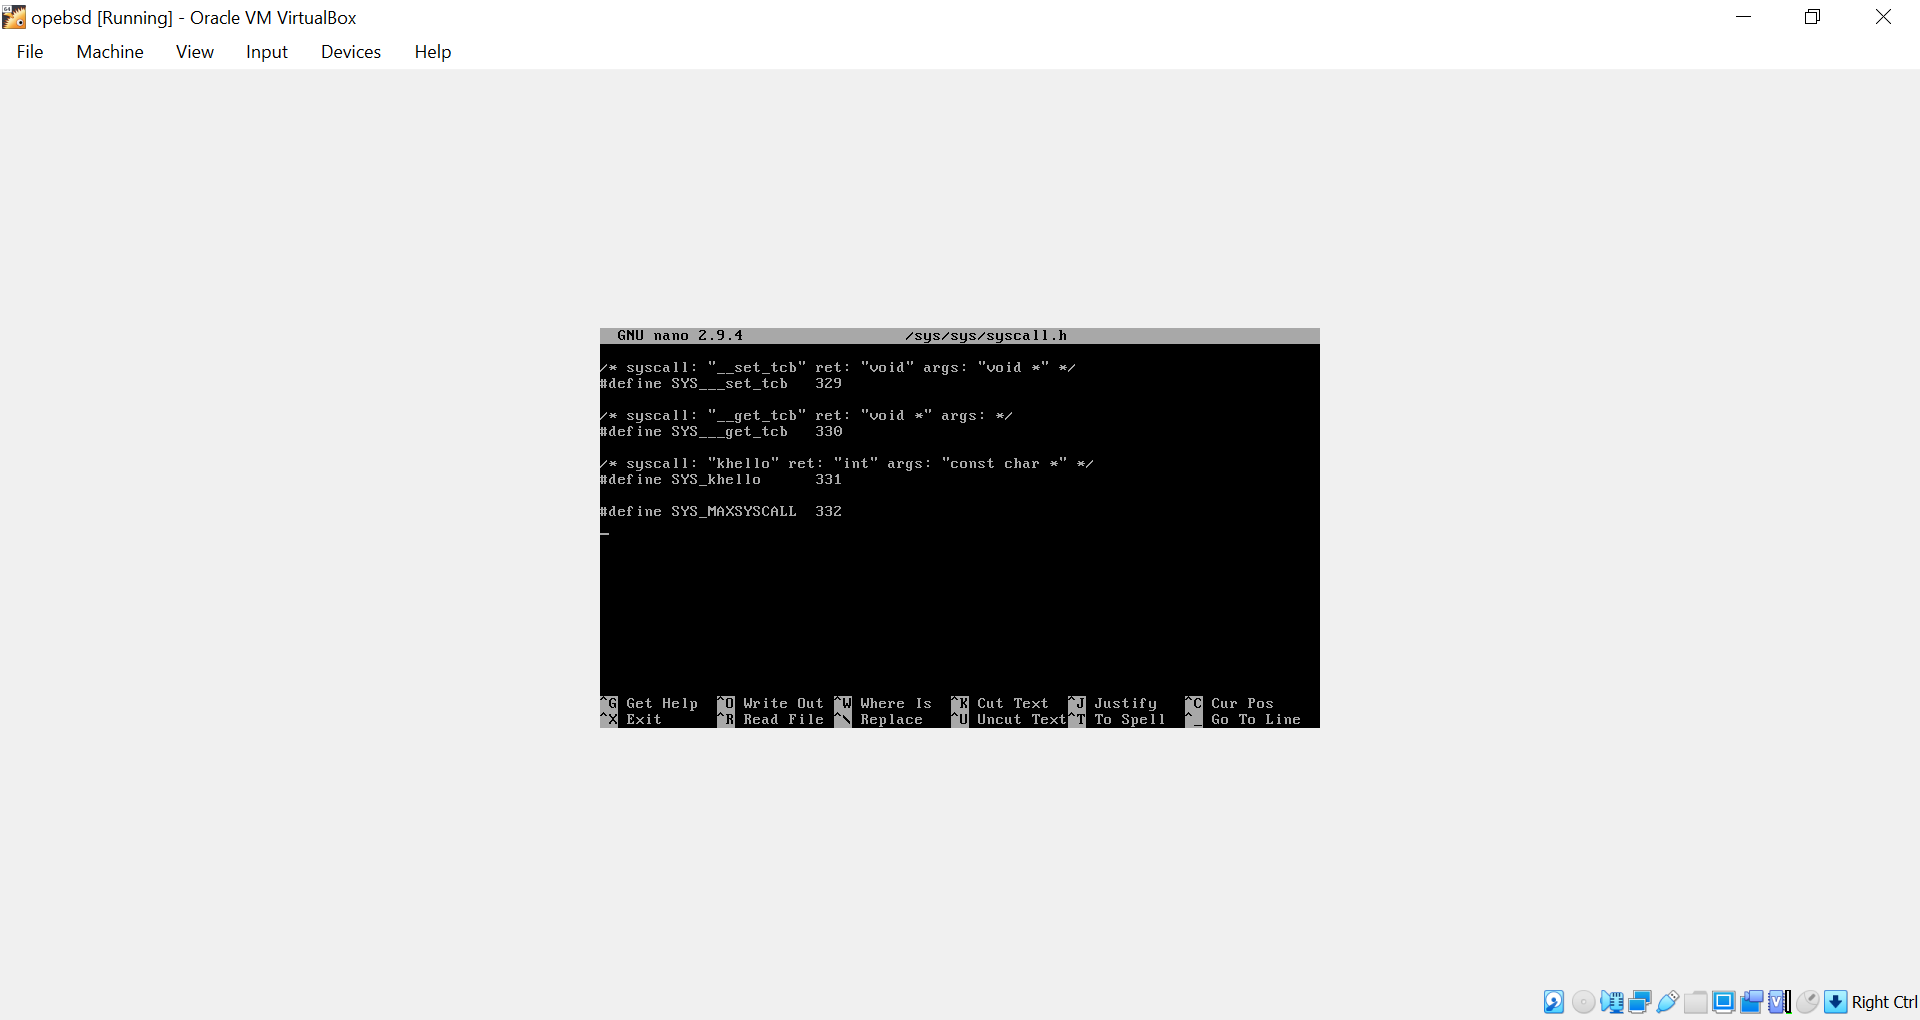 opebsd [Running] - Oracle VM VirtualBox
File Machine View Input Devices Help
GNU nano 2.9.4 /sys/sys/syscall.h
/* syscall: "__set_tcb" ret: "void" args: "void *" */
#define SYS___set_tcb 329
/* syscall: "__get_tcb" ret: "void *" args: */
#define SYS___get_tcb 330
/* syscall: "khello" ret: "int" args: "const char *" */
#define SYS_khello 331
#define SYS_MAXSYSCALL 332
^G Get Help ^O Write Out ^W Where Is ^K Cut Text ^J Justify ^C Cur Pos
^X Exit ^R Read File ^\ Replace ^U Uncut Text ^T To Spell ^_ Go To Line
Right Ctrl